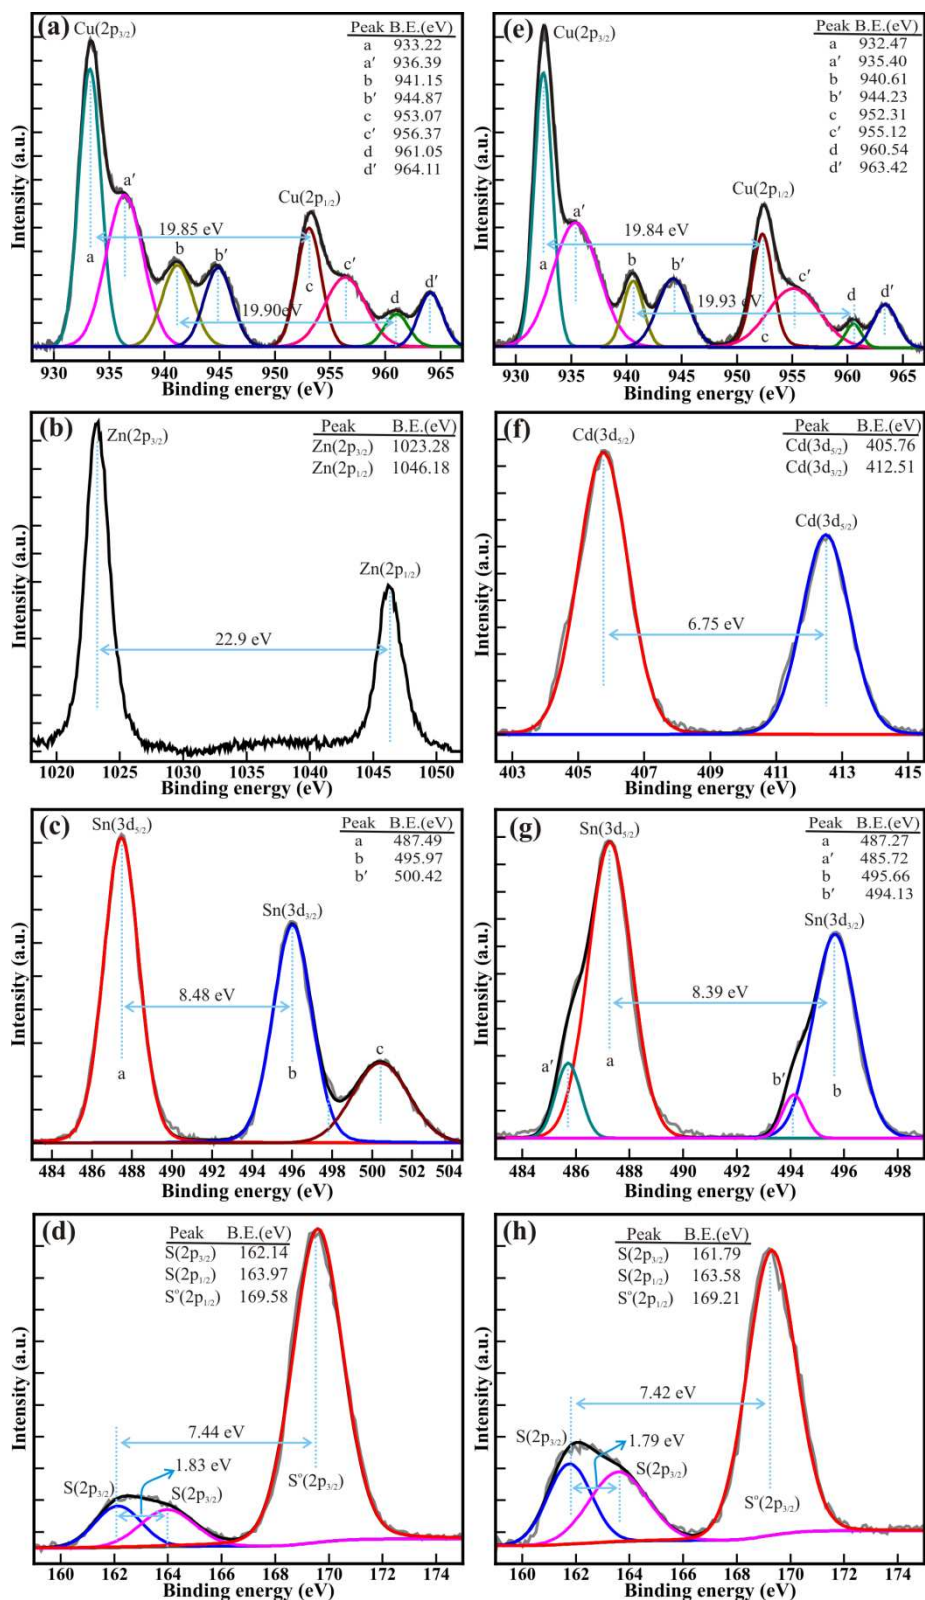 (a)
Cu(2p3/2)
Peak B.E.(eV)
a 933.22
a′ 936.39
b 941.15
b′ 944.87
c 953.07
c′ 956.37
d 961.05
d′ 964.11
a′
Cu(2p1/2)
19.85 eV
a
b
b′
c
c′
19.90eV
d
d′
Intensity (a.u.)
930 935 940 945 950 955 960 965
Binding energy (eV)
(e)
Cu(2p3/2)
Peak B.E.(eV)
a 932.47
a′ 935.40
b 940.61
b′ 944.23
c 952.31
c′ 955.12
d 960.54
d′ 963.42
a′
Cu(2p1/2)
19.84 eV
a
b
b′
c′
19.93 eV
d
d′
c
Intensity (a.u.)
930 935 940 945 950 955 960 965
Binding energy (eV)
(b)
Zn(2p3/2)
Peak B.E.(eV)
Zn(2p3/2) 1023.28
Zn(2p1/2) 1046.18
Zn(2p1/2)
22.9 eV
Intensity (a.u.)
1020 1025 1030 1035 1040 1045 1050
Binding energy (eV)
(f)
Cd(3d5/2)
Peak B.E.(eV)
Cd(3d5/2) 405.76
Cd(3d3/2) 412.51
Cd(3d5/2)
6.75 eV
Intensity (a.u.)
403 405 407 409 411 413 415
Binding energy (eV)
(c)
Sn(3d5/2)
Peak B.E.(eV)
a 487.49
b 495.97
b′ 500.42
Sn(3d3/2)
8.48 eV
a
b
c
Intensity (a.u.)
484 486 488 490 492 494 496 498 500 502 504
Binding energy (eV)
(g)
Sn(3d5/2)
Peak B.E.(eV)
a 487.27
a′ 485.72
b 495.66
b′ 494.13
Sn(3d3/2)
8.39 eV
a′
a
b′
b
Intensity (a.u.)
484 486 488 490 492 494 496 498
Binding energy (eV)
(d)
Peak B.E.(eV)
S(2p3/2) 162.14
S(2p1/2) 163.97
S°(2p1/2) 169.58
7.44 eV
1.83 eV
S(2p3/2)
S(2p3/2)
S°(2p3/2)
Intensity (a.u.)
160 162 164 166 168 170 172 174
Binding energy (eV)
(h)
Peak B.E.(eV)
S(2p3/2) 161.79
S(2p1/2) 163.58
S°(2p1/2) 169.21
7.42 eV
S(2p3/2)
1.79 eV
S(2p3/2)
S°(2p3/2)
Intensity (a.u.)
160 162 164 166 168 170 172 174
Binding energy (eV)